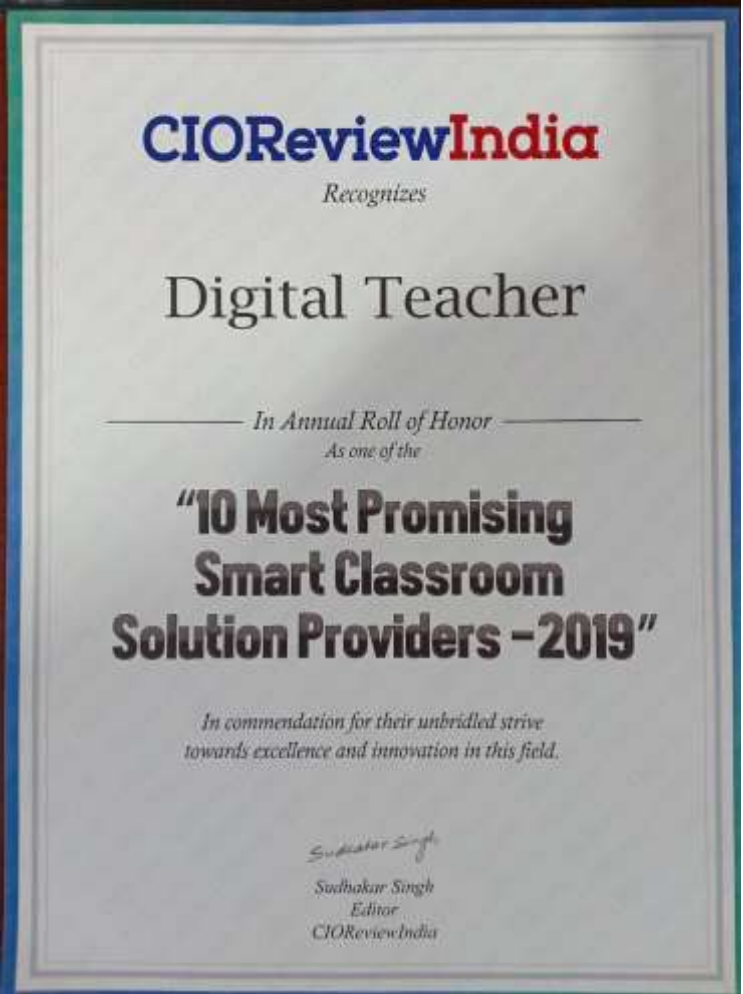 CIOReviewIndia
Recognizes
Digital Teacher
In Annual Roll of Honor
As one of the
“10 Most Promising
Smart Classroom
Solution Providers –2019”
In commendation for their unbridled strive
towards excellence and innovation in this field.
Sudhakar Singh
Sudhakar Singh
Editor
CIOReviewIndia